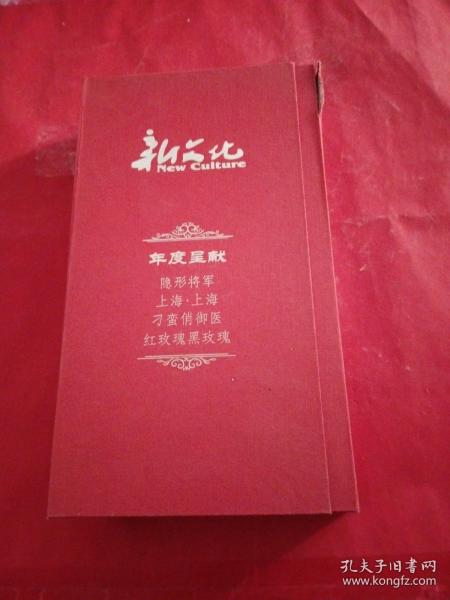 新文化
New Culture
年度呈献
隐形将军
上海·上海
刁蛮俏御医
红玫瑰黑玫瑰
孔夫子旧书网
www.kongfz.com